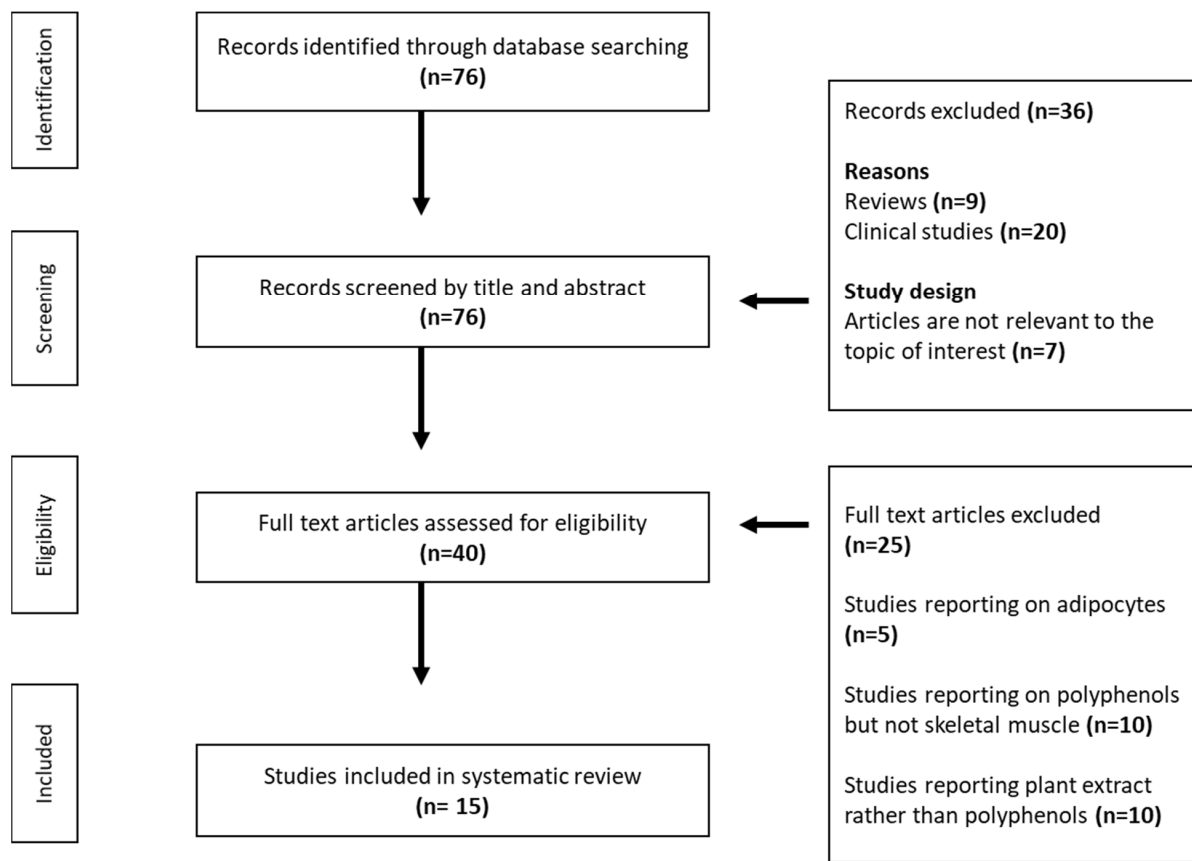 Identification
Records identified through database searching
(n=76)
Records excluded (n=36)
Reasons
Reviews (n=9)
Clinical studies (n=20)
Study design
Articles are not relevant to the
topic of interest (n=7)
Screening
Records screened by title and abstract
(n=76)
Eligibility
Full text articles assessed for eligibility
(n=40)
Full text articles excluded
(n=25)
Studies reporting on adipocytes
(n=5)
Studies reporting on polyphenols
but not skeletal muscle (n=10)
Studies reporting plant extract
rather than polyphenols (n=10)
Included
Studies included in systematic review
(n= 15)